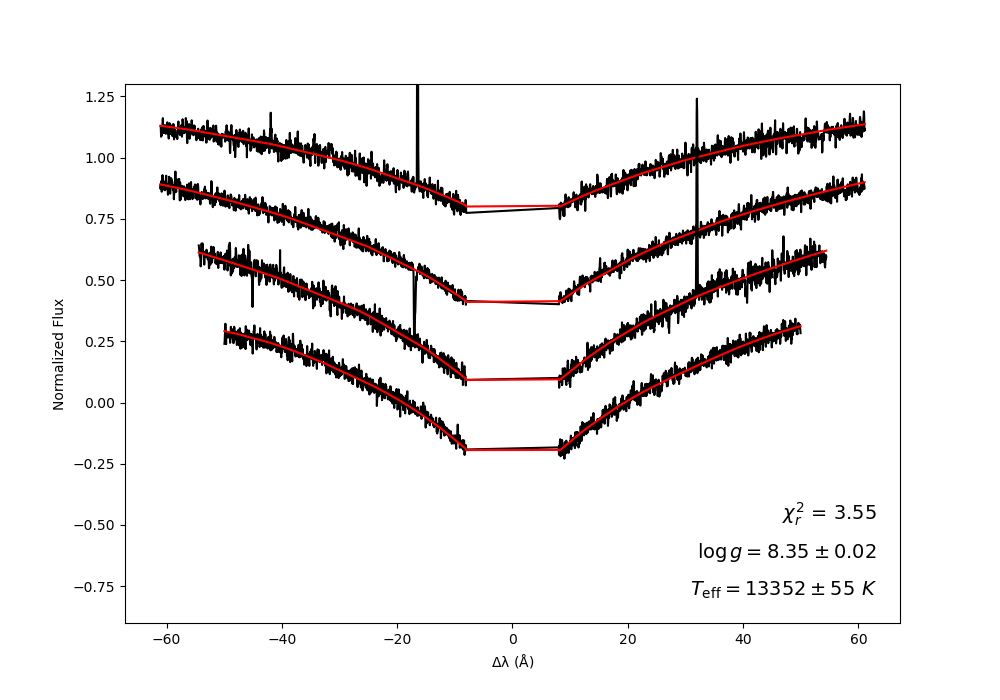 1.25
1.00
0.75
0.50
0.25
0.00
−0.25
−0.50
−0.75
Normalized Flux
χ²ᵣ = 3.55
log g = 8.35 ± 0.02
T_eff = 13352 ± 55 K
−60 −40 −20 0 20 40 60
Δλ (Å)